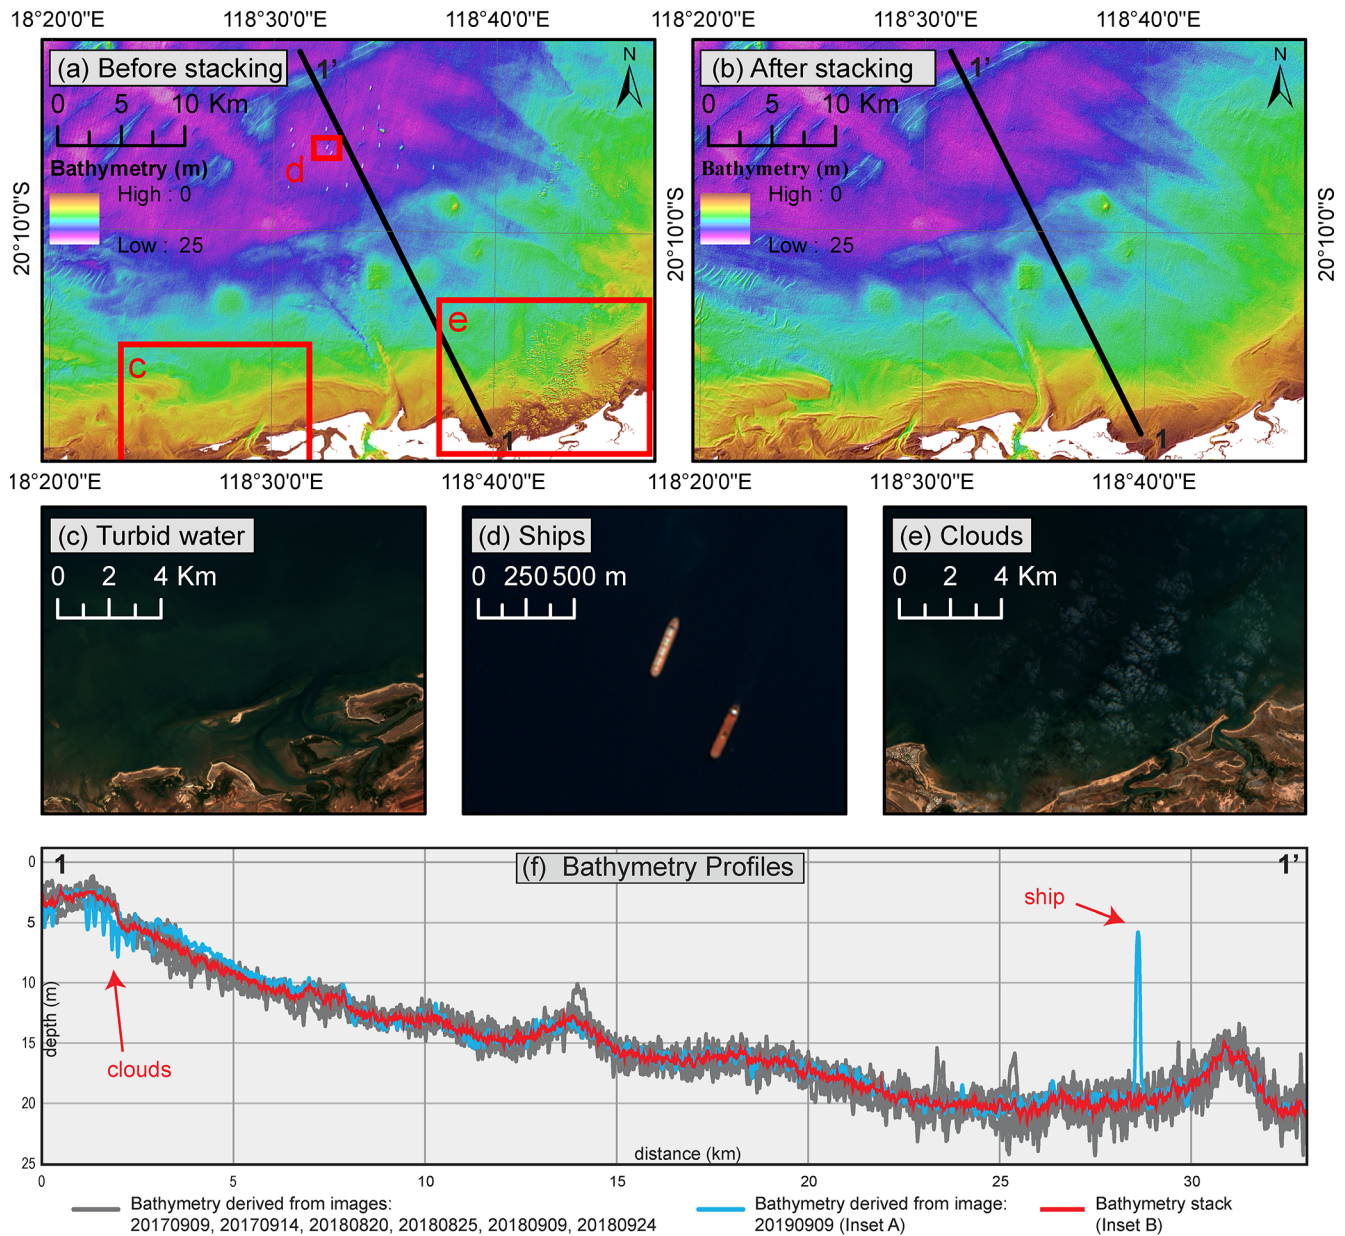 118°20'0"E 118°30'0"E 118°40'0"E 118°20'0"E 118°30'0"E 118°40'0"E
(a) Before stacking
1’
N
0 5 10 Km
Bathymetry (m)
High : 0
Low : 25
d
c
e
1
20°10'0"S
(b) After stacking
1’
N
0 5 10 Km
Bathymetry (m)
High : 0
Low : 25
1
20°10'0"S
118°20'0"E 118°30'0"E 118°40'0"E 118°20'0"E 118°30'0"E 118°40'0"E
(c) Turbid water
0 2 4 Km
(d) Ships
0 250 500 m
(e) Clouds
0 2 4 Km
(f) Bathymetry Profiles
1 1’
0
5
10
15
20
25
depth (m)
ship
clouds
distance (km)
0 5 10 15 20 25 30
Bathymetry derived from images:
20170909, 20170914, 20180820, 20180825, 20180909, 20180924
Bathymetry derived from image:
20190909 (Inset A)
Bathymetry stack
(Inset B)